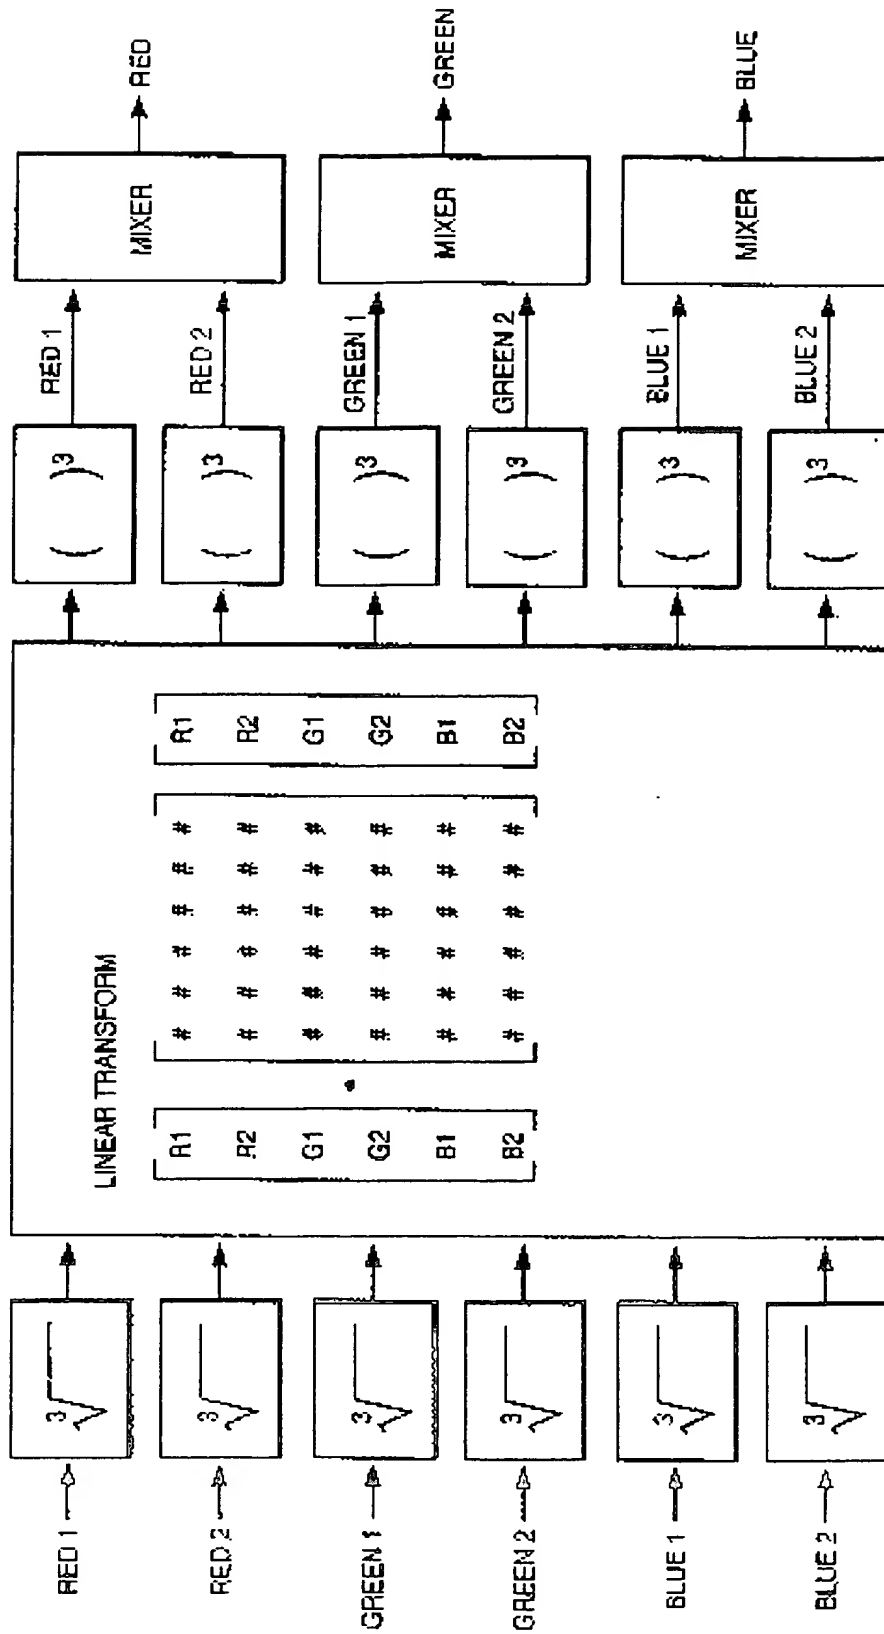 LINEAR TRANSFORM
RED 1 → 3√ → ( )3 → RED 1
RED 2 → 3√ → ( )3 → RED 2
MIXER → RED
GREEN 1 → 3√ → ( )3 → GREEN 1
GREEN 2 → 3√ → ( )3 → GREEN 2
MIXER → GREEN
BLUE 1 → 3√ → ( )3 → BLUE 1
BLUE 2 → 3√ → ( )3 → BLUE 2
MIXER → BLUE
R1 # # # # # # R1
R2 # # # # # # R2
G1 • # # # # # # G1
G2 # # # # # # G2
B1 # # # # # # B1
B2 # # # # # # B2